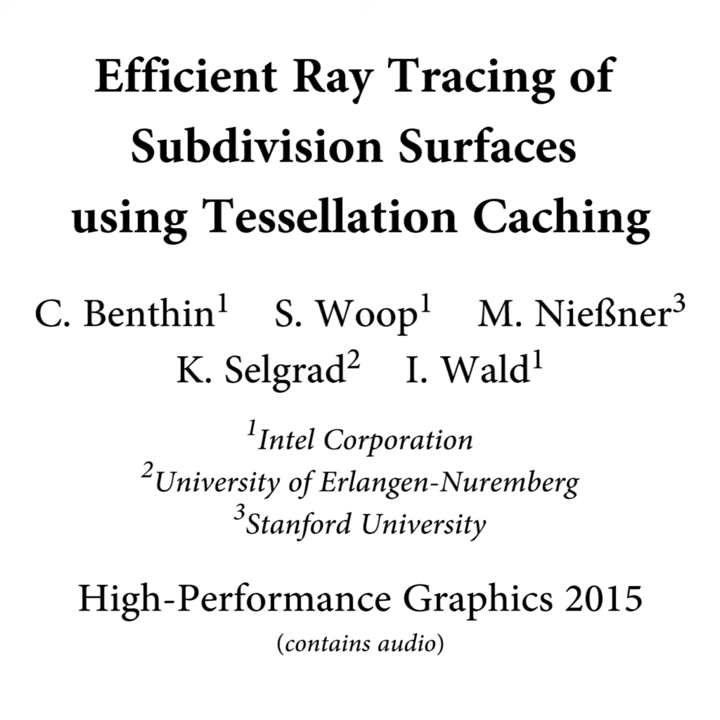 Efficient Ray Tracing of
Subdivision Surfaces
using Tessellation Caching
C. Benthin¹ S. Woop¹ M. Nießner³
K. Selgrad² I. Wald¹
¹Intel Corporation
²University of Erlangen-Nuremberg
³Stanford University
High-Performance Graphics 2015
(contains audio)